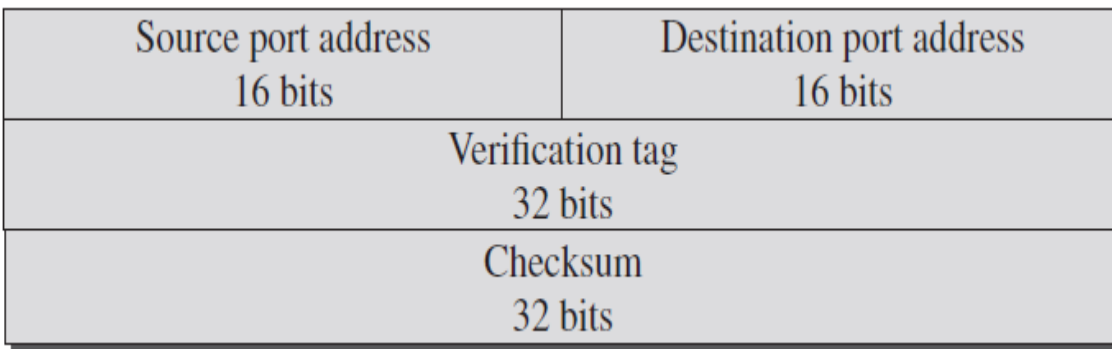 Source port address
16 bits
Destination port address
16 bits
Verification tag
32 bits
Checksum
32 bits